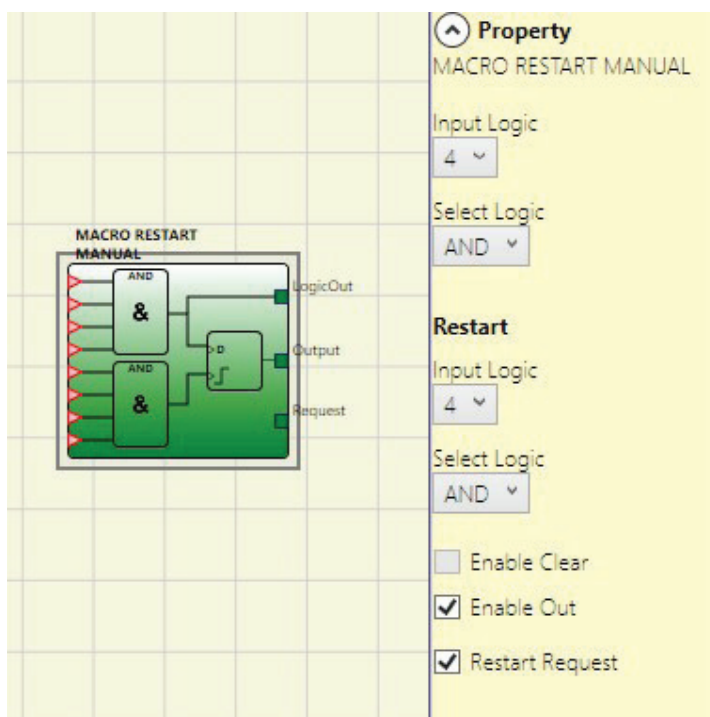 MACRO RESTART
MANUAL
AND
&
D
AND
&
LogicOut
Output
Request
Property
MACRO RESTART MANUAL
Input Logic
4
Select Logic
AND
Restart
Input Logic
4
Select Logic
AND
Enable Clear
Enable Out
Restart Request